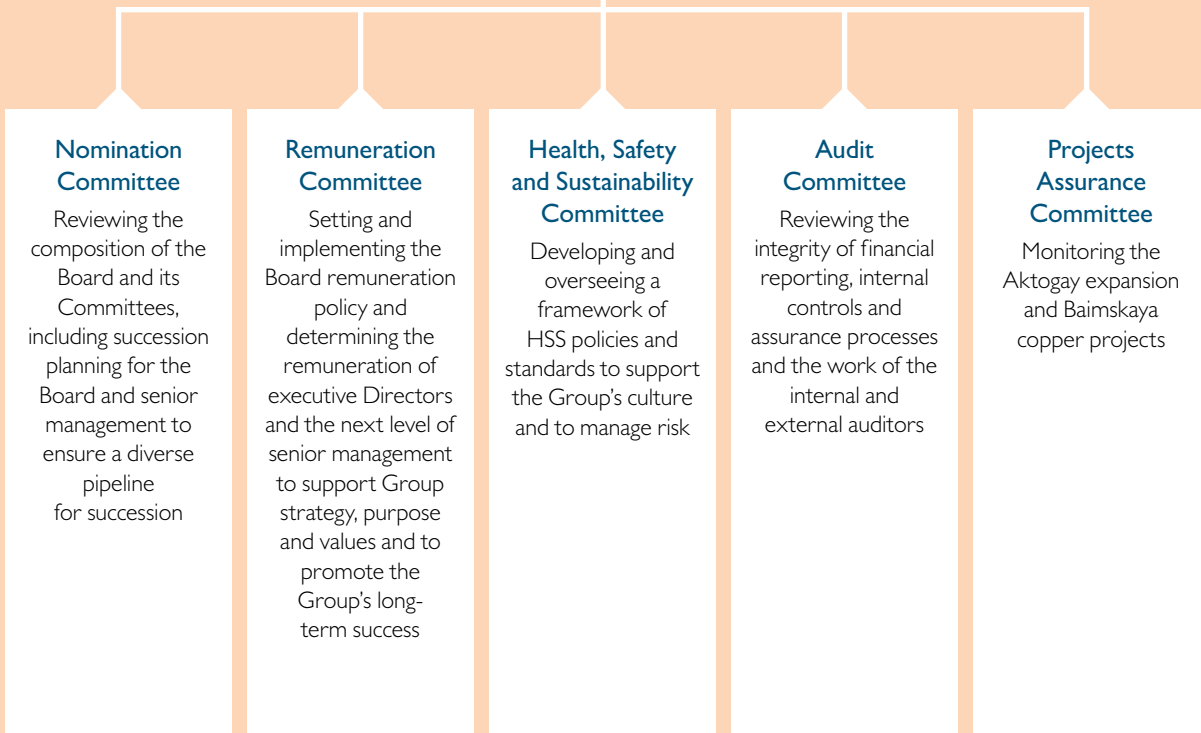 Nomination
Committee
Reviewing the
composition of the
Board and its
Committees,
including succession
planning for the
Board and senior
management to
ensure a diverse
pipeline
for succession
Remuneration
Committee
Setting and
implementing the
Board remuneration
policy and
determining the
remuneration of
executive Directors
and the next level of
senior management
to support Group
strategy, purpose
and values and to
promote the
Group’s long-
term success
Health, Safety
and Sustainability
Committee
Developing and
overseeing a
framework of
HSS policies and
standards to support
the Group’s culture
and to manage risk
Audit
Committee
Reviewing the
integrity of financial
reporting, internal
controls and
assurance processes
and the work of the
internal and
external auditors
Projects
Assurance
Committee
Monitoring the
Aktogay expansion
and Baimskaya
copper projects